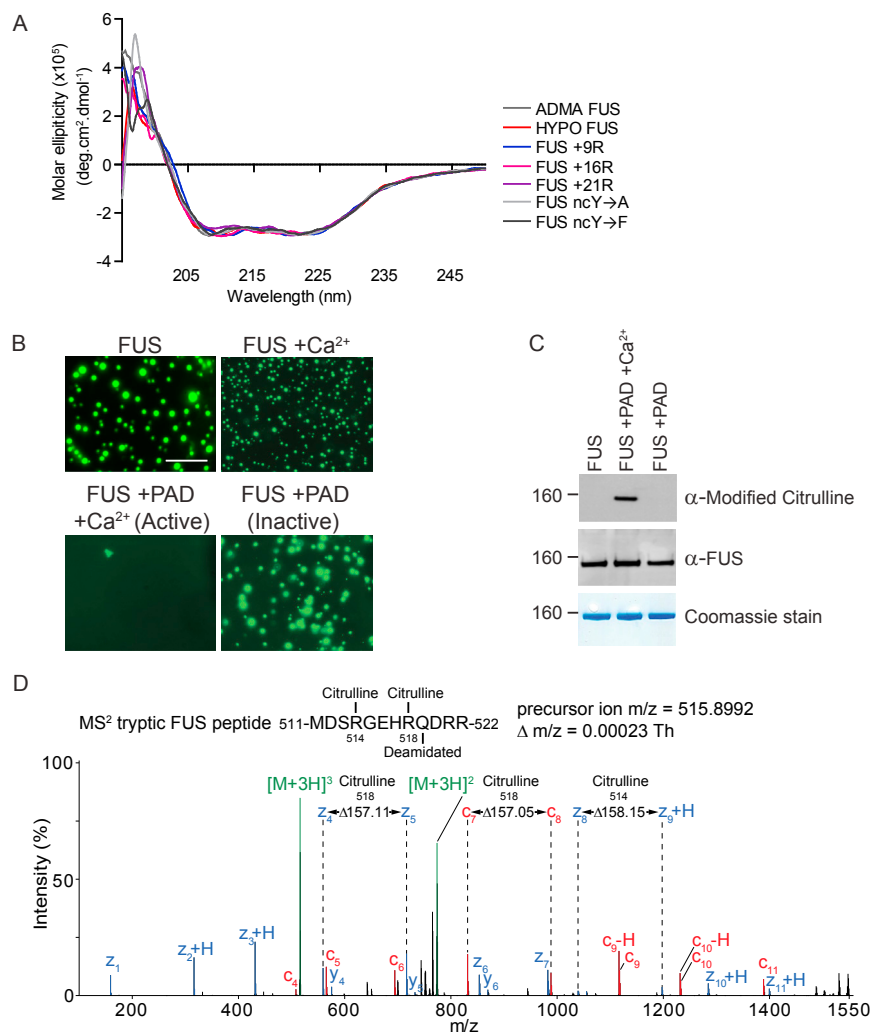 A
Molar ellipiticity (x10⁵)
(deg.cm².dmol⁻¹)
6
4
2
0
-2
-4
205
215
225
235
245
Wavelength (nm)
ADMA FUS
HYPO FUS
FUS +9R
FUS +16R
FUS +21R
FUS ncY→A
FUS ncY→F
B
FUS
FUS +Ca²⁺
FUS +PAD
+Ca²⁺ (Active)
FUS +PAD
(Inactive)
C
FUS
FUS +PAD +Ca²⁺
FUS +PAD
160
α-Modified Citrulline
160
α-FUS
160
Coomassie stain
D
Citrulline Citrulline
MS² tryptic FUS peptide 511-MDSRGEHRQDRR-522
514 518
Deamidated
precursor ion m/z = 515.8992
Δ m/z = 0.00023 Th
Intensity (%)
100
50
0
[M+3H]³
[M+3H]²
Citrulline
518
z₄ Δ157.11 z₅
Citrulline
518
c₇ Δ157.05 c₈
Citrulline
514
z₈ Δ158.15 z₉+H
z₁
z₂+H
z₃+H
c₄
c₅
y₄
c₆
y₅
z₆
y₆
z₇
c₉-H
c₉
c₁₀-H
c₁₀
z₁₀+H
c₁₁
z₁₁+H
200
400
600
800
1000
1200
1400
1550
m/z